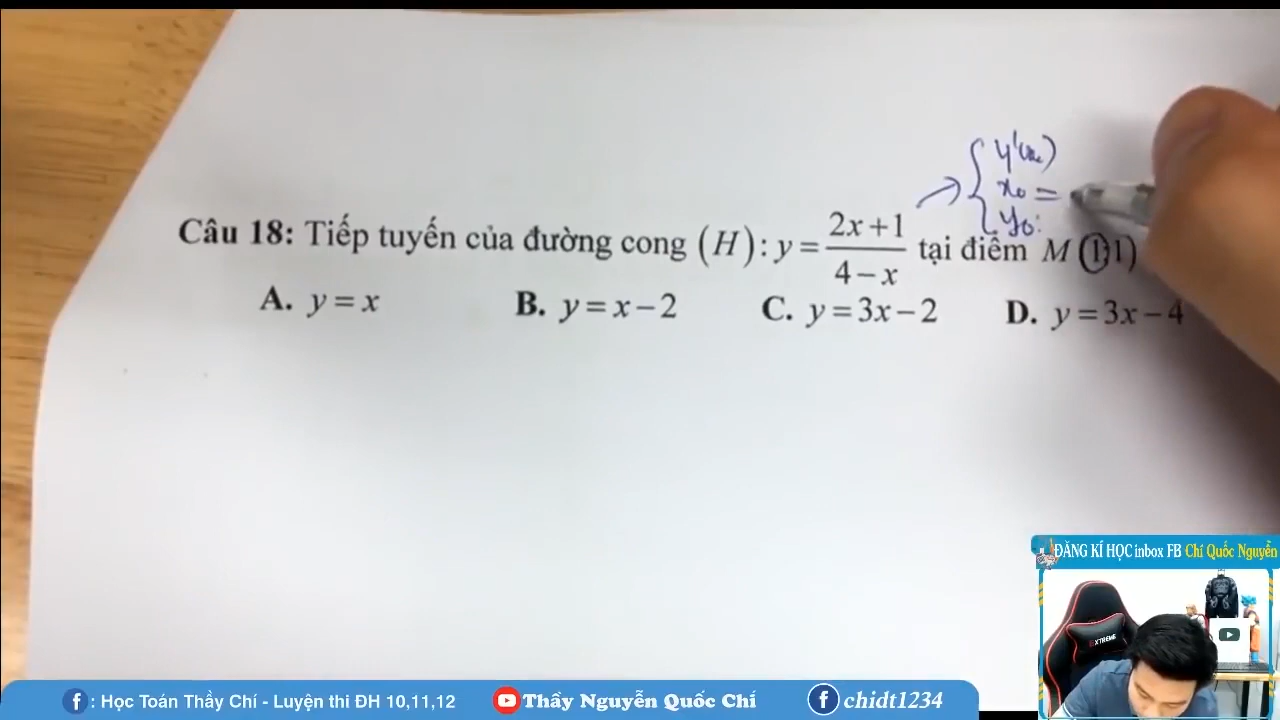 y'(x₀)
x₀ =
y₀:
Câu 18: Tiếp tuyến của đường cong (H): y = (2x+1)/(4−x) tại điểm M(1;1)
A. y = x B. y = x − 2 C. y = 3x − 2 D. y = 3x − 4
ĐĂNG KÍ HỌC inbox FB Chí Quốc Nguyễn
EXTREME
f : Học Toán Thầy Chí - Luyện thi ĐH 10,11,12 Thầy Nguyễn Quốc Chí f chidt1234